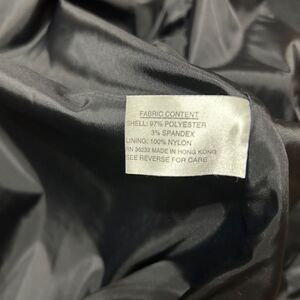 FABRIC CONTENT
SHELL: 97% POLYESTER
3% SPANDEX
LINING: 100% NYLON
RN 36232 MADE IN HONG KONG
SEE REVERSE FOR CARE